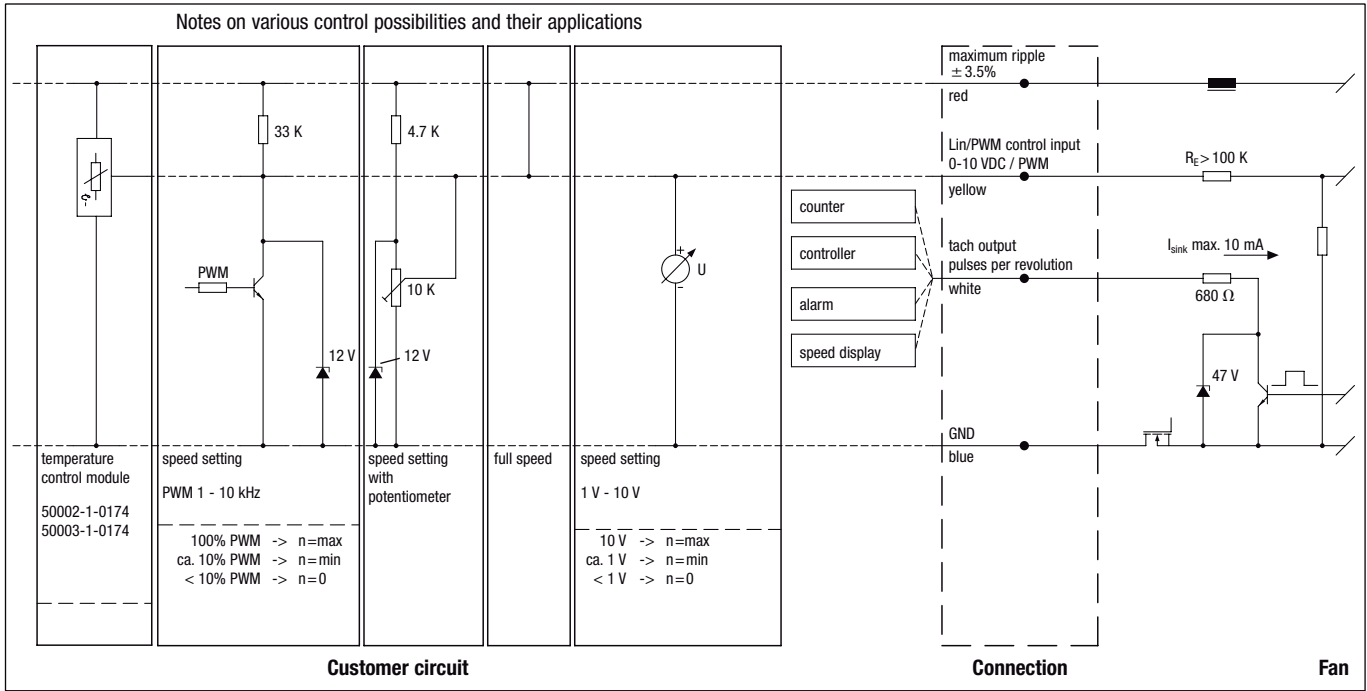 Notes on various control possibilities and their applications
33 K
PWM
12 V
4.7 K
10 K
12 V
+
U
-
temperature
control module
50002-1-0174
50003-1-0174
speed setting
PWM 1 - 10 kHz
100% PWM -> n=max
ca. 10% PWM -> n=min
< 10% PWM -> n=0
speed setting
with
potentiometer
full speed
speed setting
1 V - 10 V
10 V -> n=max
ca. 1 V -> n=min
< 1 V -> n=0
counter
controller
alarm
speed display
maximum ripple
±3.5%
red
Lin/PWM control input
0-10 VDC / PWM
yellow
tach output
pulses per revolution
white
GND
blue
RE>100 K
Isink max. 10 mA
680 Ω
47 V
Customer circuit
Connection
Fan